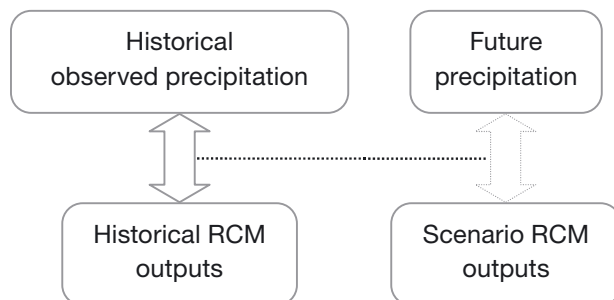 Historical
observed precipitation
Future
precipitation
Historical RCM
outputs
Scenario RCM
outputs